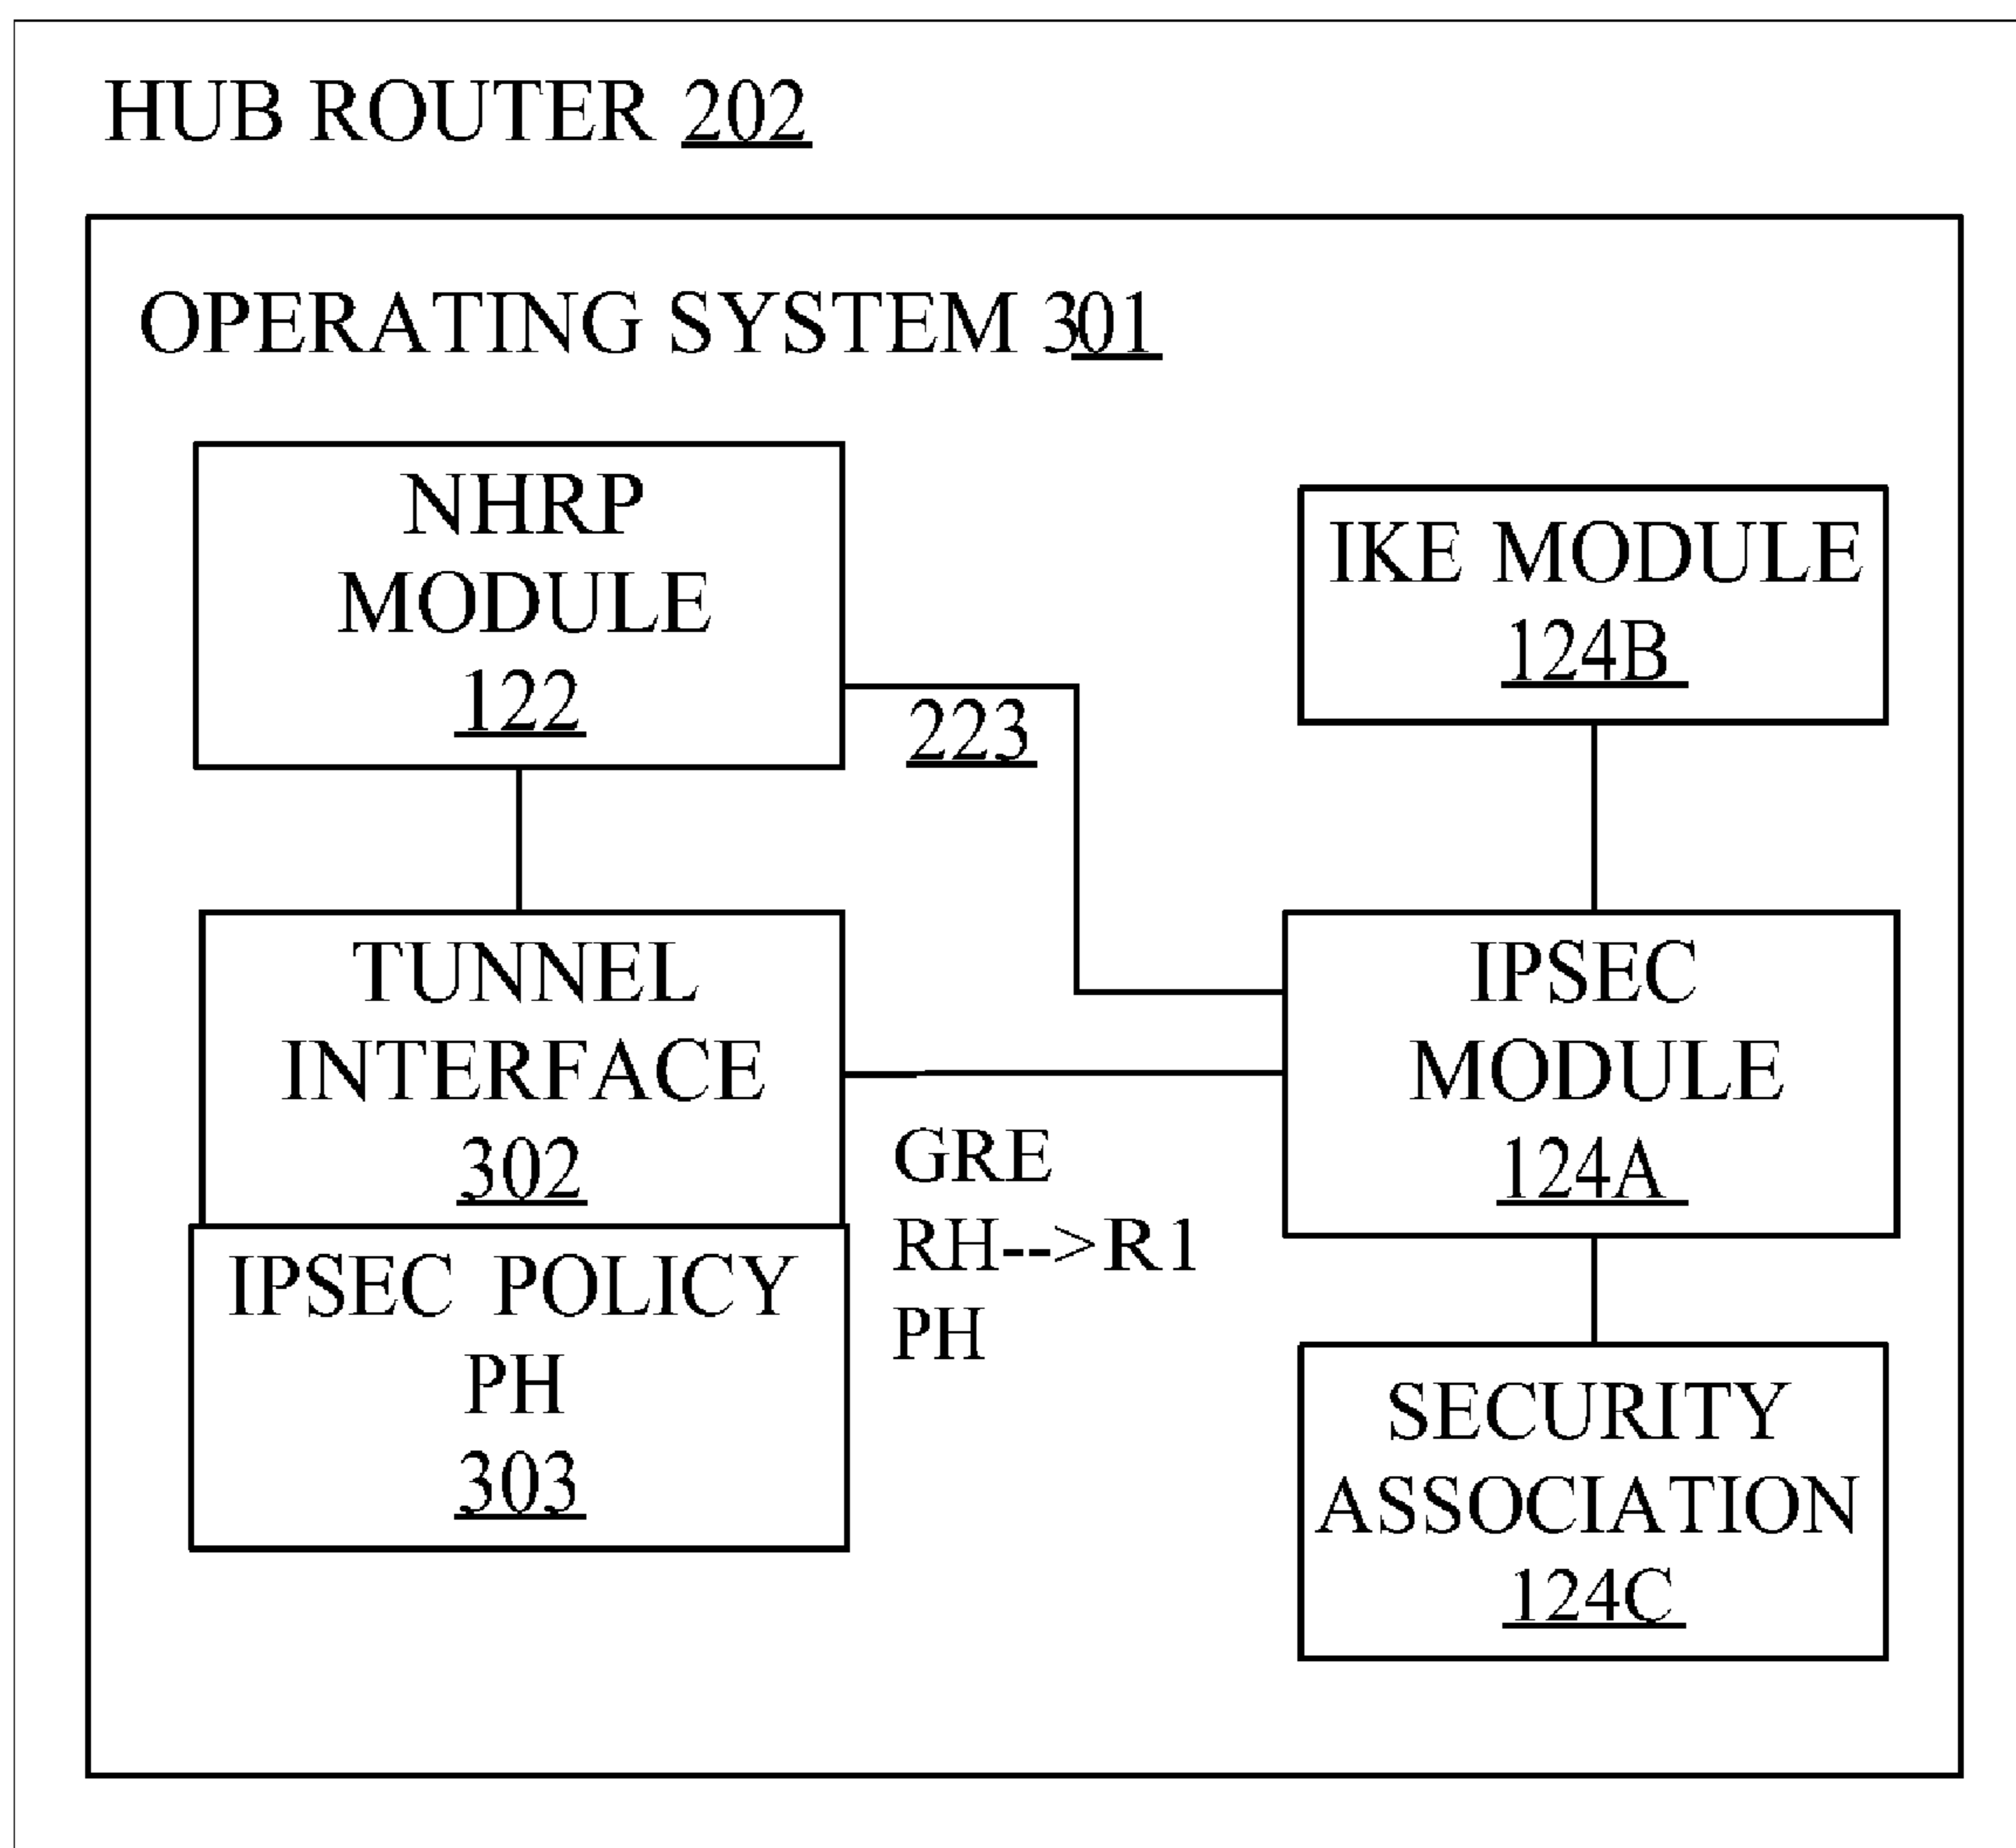 HUB ROUTER 202
OPERATING SYSTEM 301
NHRP
MODULE
122
223
IKE MODULE
124B
TUNNEL
INTERFACE
302
IPSEC POLICY
PH
303
GRE
RH-->R1
PH
IPSEC
MODULE
124A
SECURITY
ASSOCIATION
124C